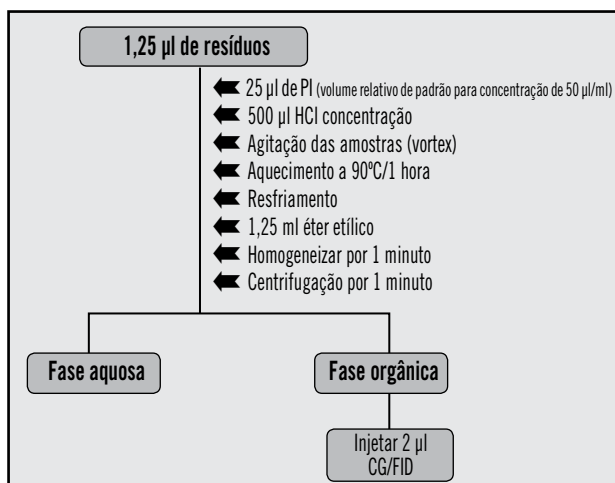 1,25 µl de resíduos
25 µl de PI (volume relativo de padrão para concentração de 50 µl/ml)
500 µl HCl concentração
Agitação das amostras (vortex)
Aquecimento a 90ºC/1 hora
Resfriamento
1,25 ml éter etílico
Homogeneizar por 1 minuto
Centrifugação por 1 minuto
Fase aquosa
Fase orgânica
Injetar 2 µl
CG/FID